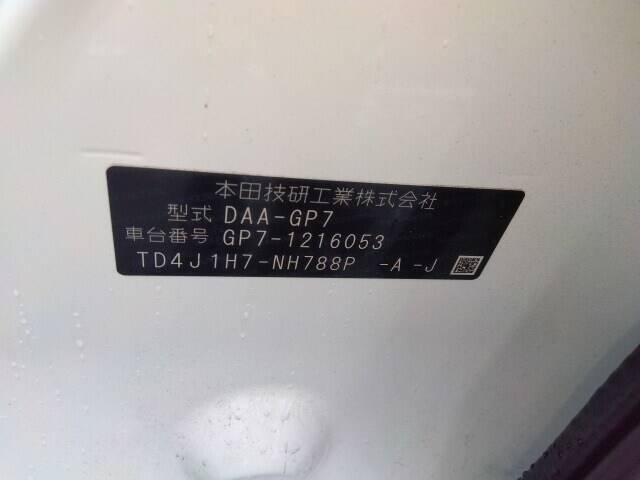 本田技研工業株式会社
型式 DAA-GP7
車台番号 GP7-1216053
TD4J1H7-NH788P -A -J